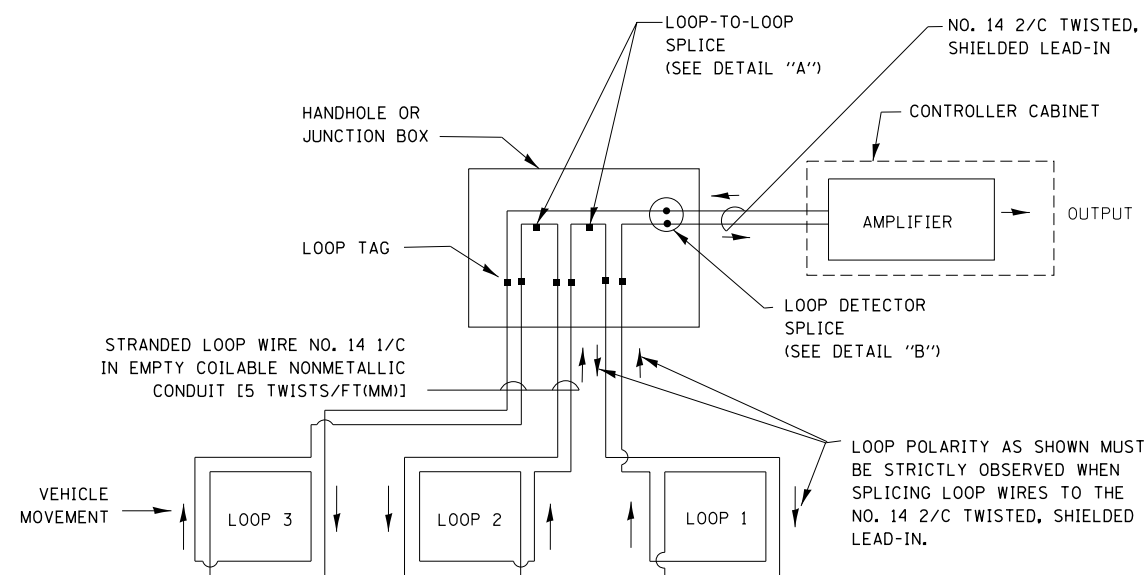 LOOP-TO-LOOP
SPLICE
(SEE DETAIL "A")
NO. 14 2/C TWISTED,
SHIELDED LEAD-IN
HANDHOLE OR
JUNCTION BOX
CONTROLLER CABINET
AMPLIFIER
OUTPUT
LOOP TAG
LOOP DETECTOR
SPLICE
(SEE DETAIL "B")
STRANDED LOOP WIRE NO. 14 1/C
IN EMPTY COILABLE NONMETALLIC
CONDUIT [5 TWISTS/FT(MM)]
LOOP POLARITY AS SHOWN MUST
BE STRICTLY OBSERVED WHEN
SPLICING LOOP WIRES TO THE
NO. 14 2/C TWISTED, SHIELDED
LEAD-IN.
VEHICLE
MOVEMENT
LOOP 3
LOOP 2
LOOP 1